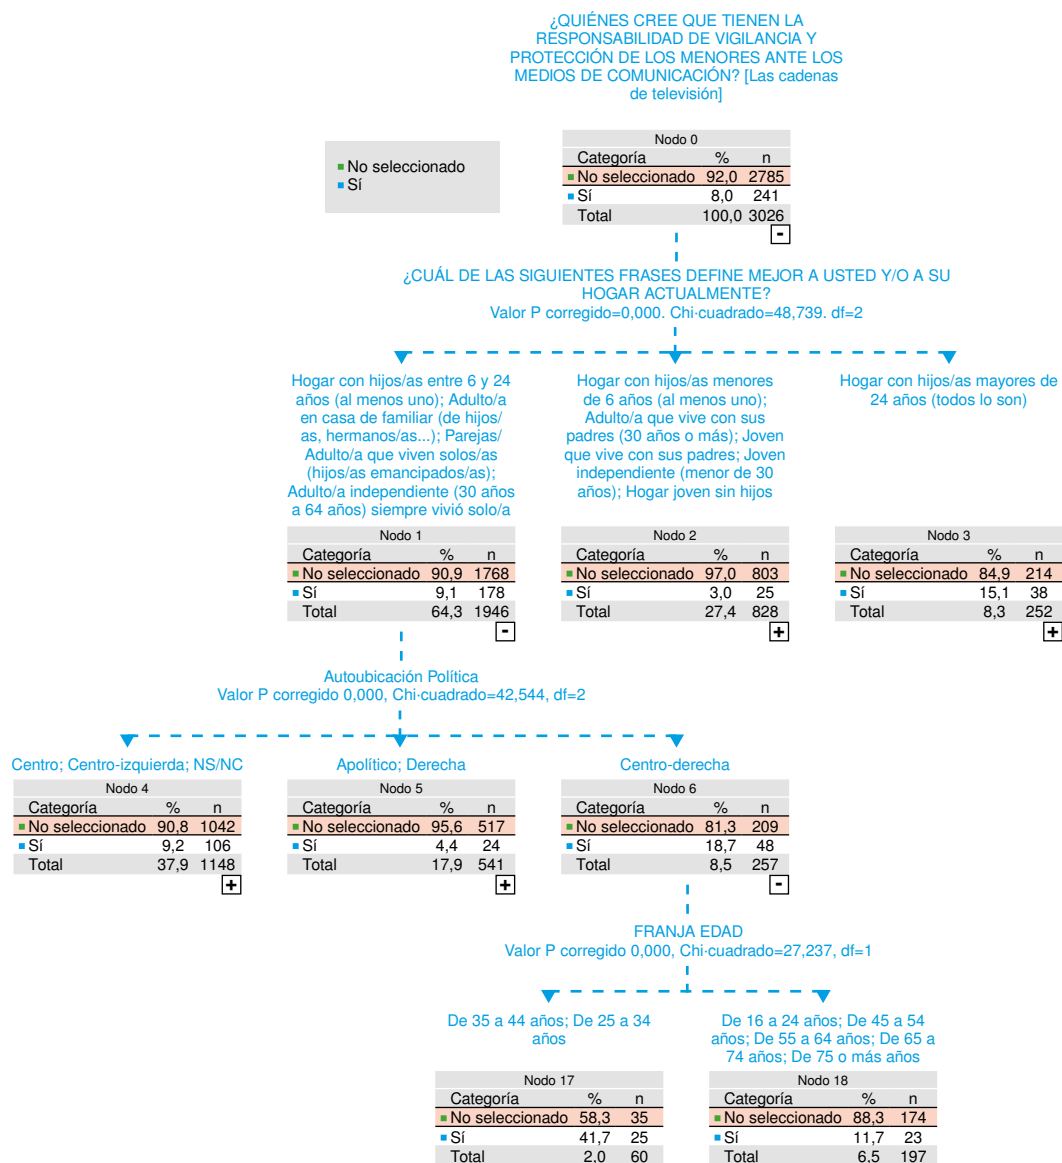 ¿QUIÉNES CREE QUE TIENEN LA
RESPONSABILIDAD DE VIGILANCIA Y
PROTECCIÓN DE LOS MENORES ANTE LOS
MEDIOS DE COMUNICACIÓN? [Las cadenas
de televisión]
No seleccionado
Sí
Nodo 0
Categoría % n
No seleccionado 92,0 2785
Sí 8,0 241
Total 100,0 3026
-
¿CUÁL DE LAS SIGUIENTES FRASES DEFINE MEJOR A USTED Y/O A SU
HOGAR ACTUALMENTE?
Valor P corregido=0,000. Chi-cuadrado=48,739. df=2
Hogar con hijos/as entre 6 y 24
años (al menos uno); Adulto/a
en casa de familiar (de hijos/
as, hermanos/as...); Parejas/
Adulto/a que viven solos/as
(hijos/as emancipados/as);
Adulto/a independiente (30 años
a 64 años) siempre vivió solo/a
Nodo 1
Categoría % n
No seleccionado 90,9 1768
Sí 9,1 178
Total 64,3 1946
-
Hogar con hijos/as menores
de 6 años (al menos uno);
Adulto/a que vive con sus
padres (30 años o más); Joven
que vive con sus padres; Joven
independiente (menor de 30
años); Hogar joven sin hijos
Nodo 2
Categoría % n
No seleccionado 97,0 803
Sí 3,0 25
Total 27,4 828
+
Hogar con hijos/as mayores de
24 años (todos lo son)
Nodo 3
Categoría % n
No seleccionado 84,9 214
Sí 15,1 38
Total 8,3 252
+
Autoubicación Política
Valor P corregido 0,000, Chi-cuadrado=42,544, df=2
Centro; Centro-izquierda; NS/NC
Nodo 4
Categoría % n
No seleccionado 90,8 1042
Sí 9,2 106
Total 37,9 1148
+
Apolítico; Derecha
Nodo 5
Categoría % n
No seleccionado 95,6 517
Sí 4,4 24
Total 17,9 541
+
Centro-derecha
Nodo 6
Categoría % n
No seleccionado 81,3 209
Sí 18,7 48
Total 8,5 257
-
FRANJA EDAD
Valor P corregido 0,000, Chi-cuadrado=27,237, df=1
De 35 a 44 años; De 25 a 34
años
Nodo 17
Categoría % n
No seleccionado 58,3 35
Sí 41,7 25
Total 2,0 60
De 16 a 24 años; De 45 a 54
años; De 55 a 64 años; De 65 a
74 años; De 75 o más años
Nodo 18
Categoría % n
No seleccionado 88,3 174
Sí 11,7 23
Total 6,5 197